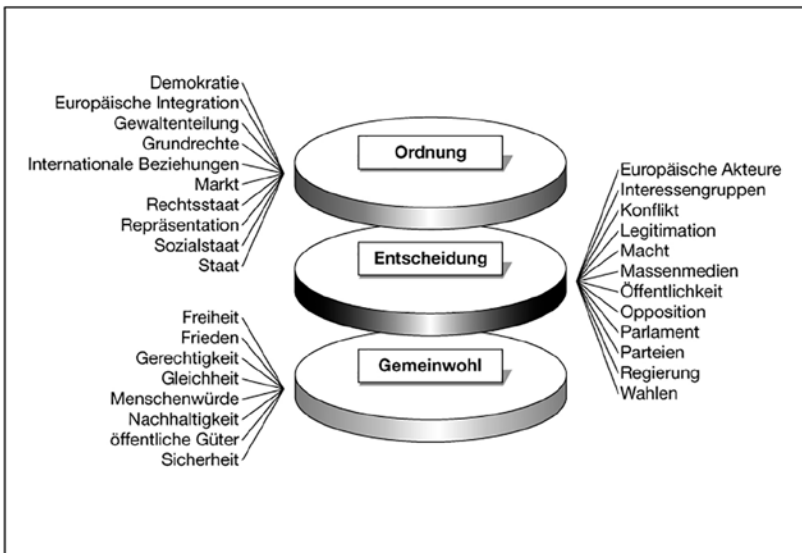 Demokratie
Europäische Integration
Gewaltenteilung
Grundrechte
Internationale Beziehungen
Markt
Rechtsstaat
Repräsentation
Sozialstaat
Staat
Ordnung
Entscheidung
Europäische Akteure
Interessengruppen
Konflikt
Legitimation
Macht
Massenmedien
Öffentlichkeit
Opposition
Parlament
Parteien
Regierung
Wahlen
Freiheit
Frieden
Gerechtigkeit
Gleichheit
Menschenwürde
Nachhaltigkeit
öffentliche Güter
Sicherheit
Gemeinwohl